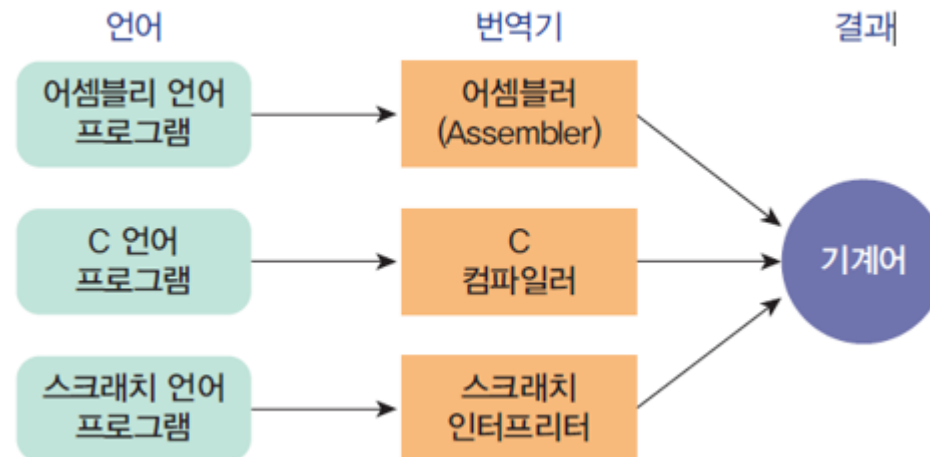 언어 번역기 결과
어셈블리 언어
프로그램
어셈블러
(Assembler)
C 언어
프로그램
C
컴파일러
기계어
스크래치 언어
프로그램
스크래치
인터프리터